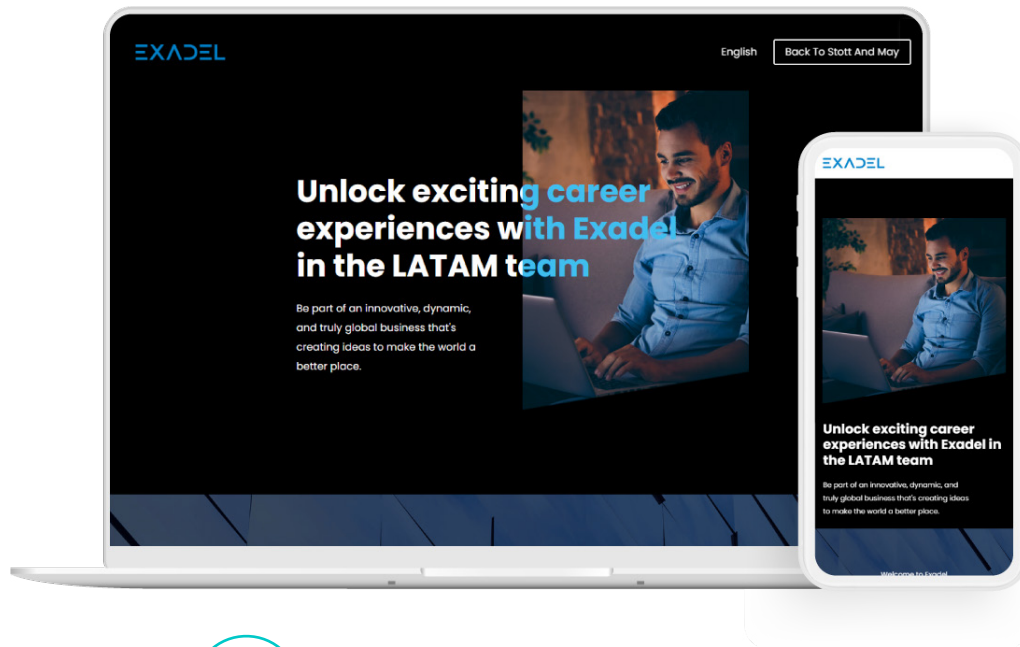 EXADEL
English
Back To Stott And May
Unlock exciting career
experiences with Exadel
in the LATAM team
Be part of an innovative, dynamic,
and truly global business that's
creating ideas to make the world a
better place.
EXADEL
Unlock exciting career
experiences with Exadel in
the LATAM team
Be part of an innovative, dynamic, and
truly global business that's creating ideas
to make the world a better place.
Welcome to Exadel